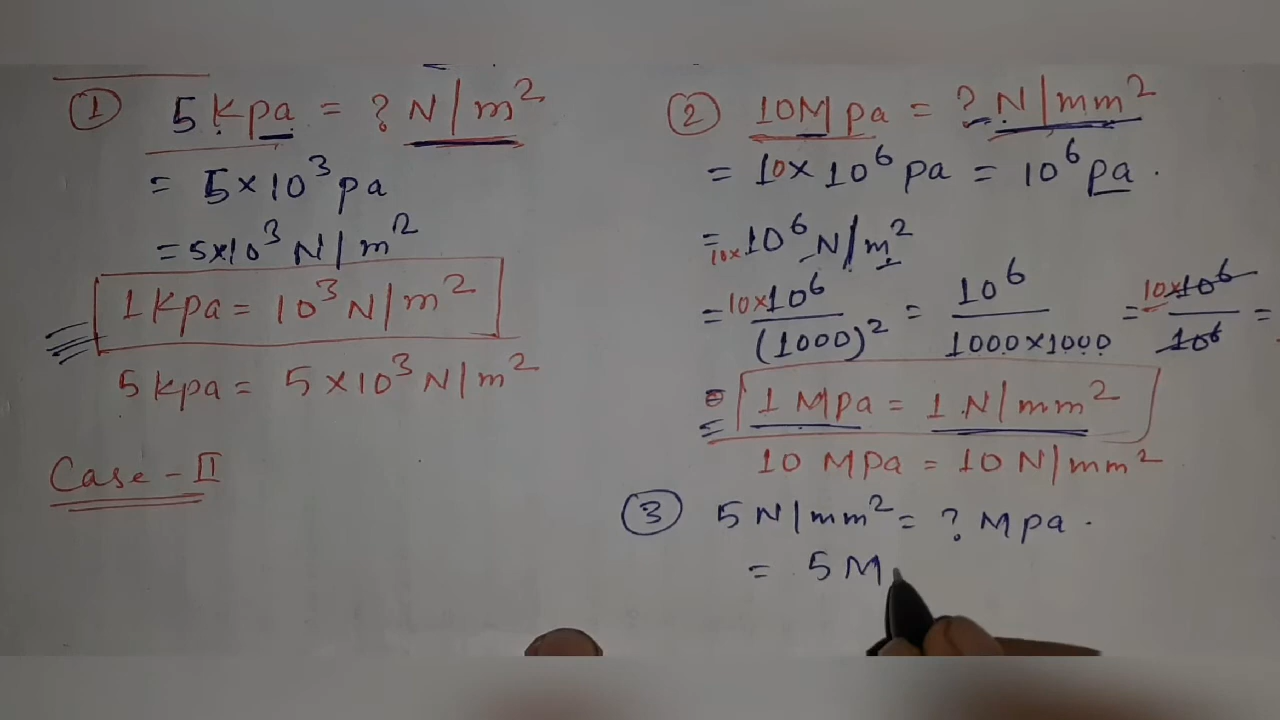 ① 5 Kpa = ? N/m²
= 5×10³ pa
= 5×10³ N/m²
1 Kpa = 10³ N/m²
5 kpa = 5×10³ N/m²
Case - II
② 10 M pa = ? N/mm²
= 10×10⁶ pa = 10⁶ pa.
= 10×10⁶ N/m²
= 10×10⁶/(1000)² = 10⁶/1000×1000 = 10×10⁶/10⁶ =
= 1 Mpa = 1 N/mm²
10 MPa = 10 N/mm²
③ 5 N/mm² = ? Mpa.
= 5 M